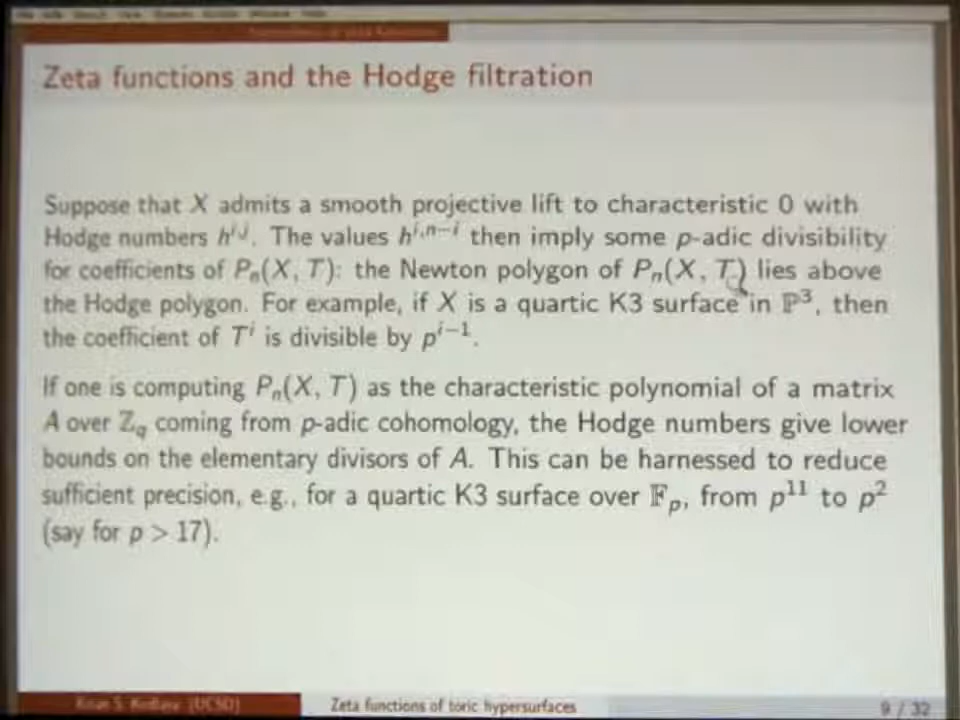 Zeta functions and the Hodge filtration
Suppose that X admits a smooth projective lift to characteristic 0 with
Hodge numbers h^{i,j}. The values h^{i,n−i} then imply some p-adic divisibility
for coefficients of P_n(X, T): the Newton polygon of P_n(X, T) lies above
the Hodge polygon. For example, if X is a quartic K3 surface in ℙ³, then
the coefficient of T^i is divisible by p^{i−1}.
If one is computing P_n(X, T) as the characteristic polynomial of a matrix
A over ℤ_q coming from p-adic cohomology, the Hodge numbers give lower
bounds on the elementary divisors of A. This can be harnessed to reduce
sufficient precision, e.g., for a quartic K3 surface over 𝔽_p, from p^{11} to p²
(say for p > 17).
(UCSD)
Zeta functions of toric hypersurfaces
9 / 32